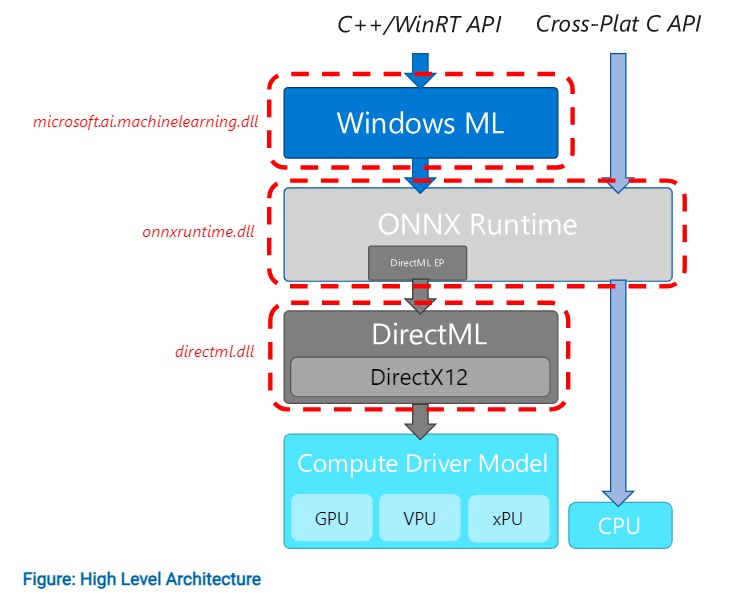 C++/WinRT API
Cross-Plat C API
microsoft.ai.machinelearning.dll
Windows ML
onnxruntime.dll
ONNX Runtime
DirectML EP
directml.dll
DirectML
DirectX12
Compute Driver Model
GPU
VPU
xPU
CPU
Figure: High Level Architecture